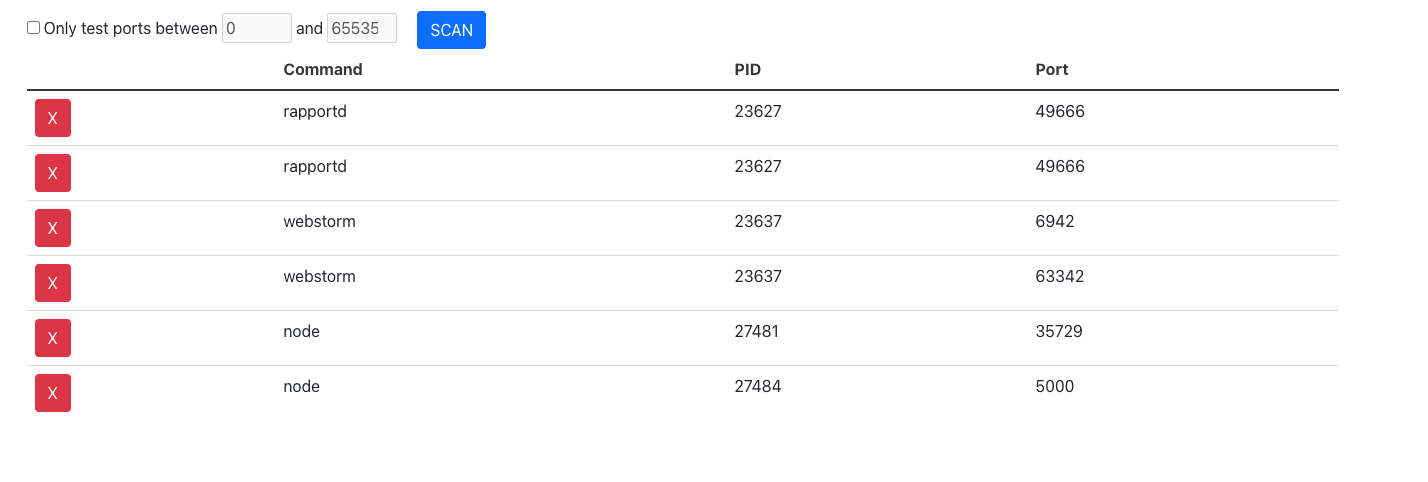 Only test ports between 0 and 65535 SCAN
Command PID Port
X rapportd 23627 49666
X rapportd 23627 49666
X webstorm 23637 6942
X webstorm 23637 63342
X node 27481 35729
X node 27484 5000